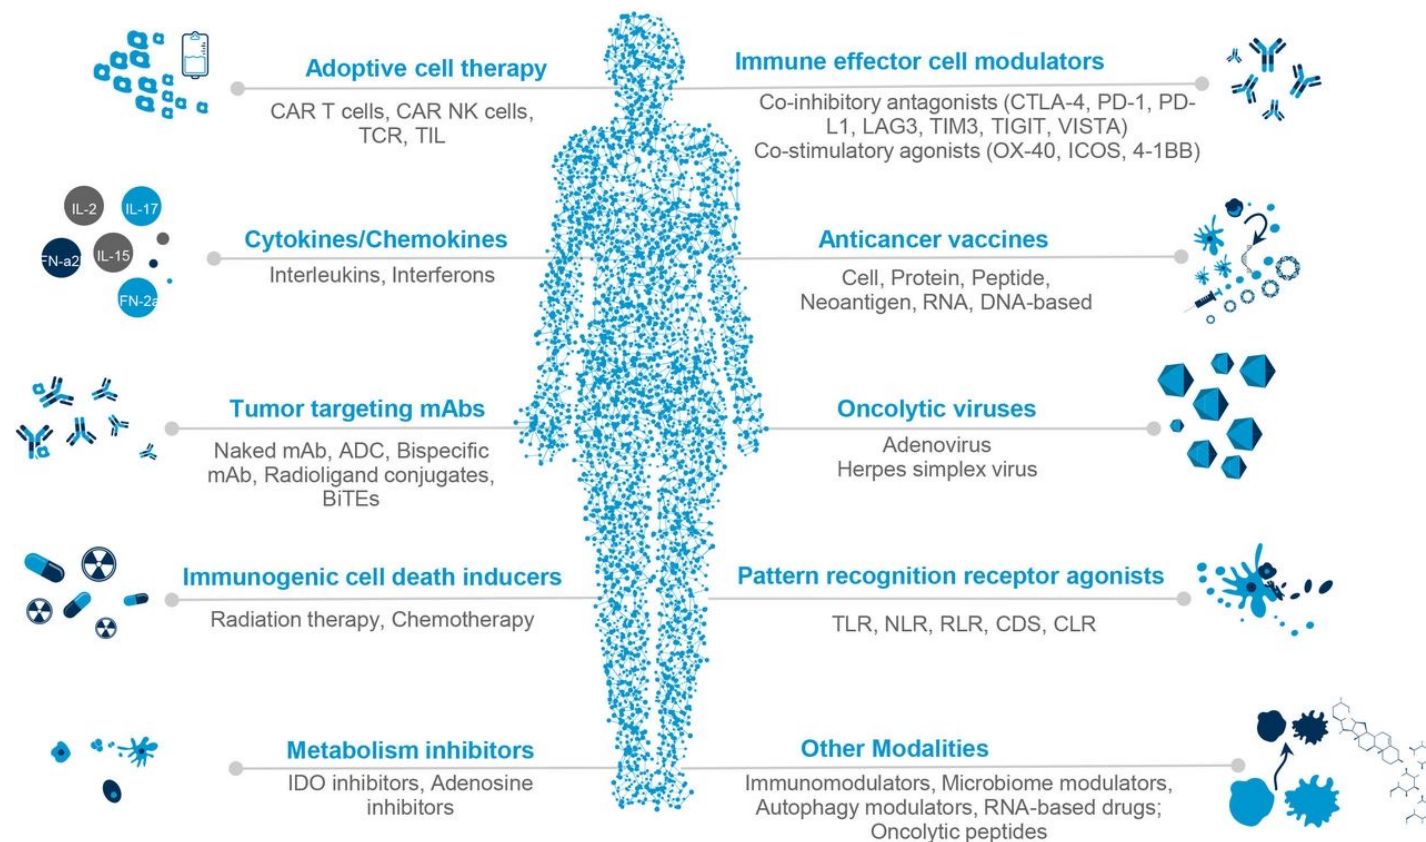 Adoptive cell therapy
CAR T cells, CAR NK cells,
TCR, TIL
Immune effector cell modulators
Co-inhibitory antagonists (CTLA-4, PD-1, PD-
L1, LAG3, TIM3, TIGIT, VISTA)
Co-stimulatory agonists (OX-40, ICOS, 4-1BB)
IL-2
IL-17
FN-a2
IL-15
FN-2a
Cytokines/Chemokines
Interleukins, Interferons
Anticancer vaccines
Cell, Protein, Peptide,
Neoantigen, RNA, DNA-based
Tumor targeting mAbs
Naked mAb, ADC, Bispecific
mAb, Radioligand conjugates,
BiTEs
Oncolytic viruses
Adenovirus
Herpes simplex virus
Immunogenic cell death inducers
Radiation therapy, Chemotherapy
Pattern recognition receptor agonists
TLR, NLR, RLR, CDS, CLR
Metabolism inhibitors
IDO inhibitors, Adenosine
inhibitors
Other Modalities
Immunomodulators, Microbiome modulators,
Autophagy modulators, RNA-based drugs;
Oncolytic peptides